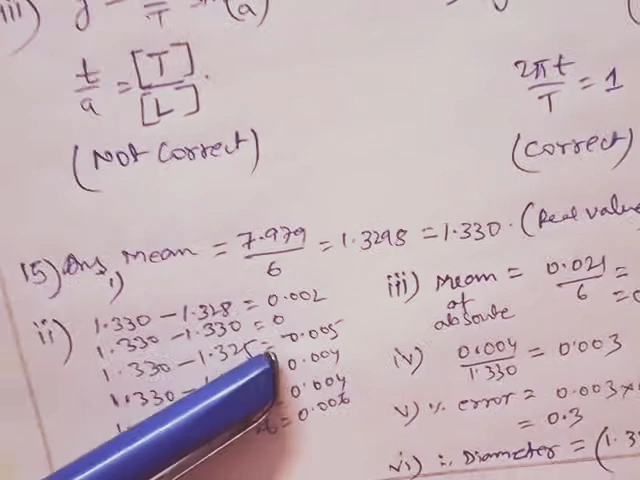 iii)
T
(a)
t/a = [T]/[L].
(Not Correct)
2πt/T = 1
(Correct)
15) Ans i) Mean = 7.979/6 = 1.3298 = 1.330. (Real value
ii) 1.330 - 1.328 = 0.002
1.330 - 1.330 = 0
1.330 - 1.325 = -0.005
1.330 - 0.004
= 0.004
= 0.006
iii) Mean of absolute = 0.021/6 =
iv) 0.004/1.330 = 0.003
v) % error = 0.003 ×
= 0.3
vi) ∴ Diameter = (1.3